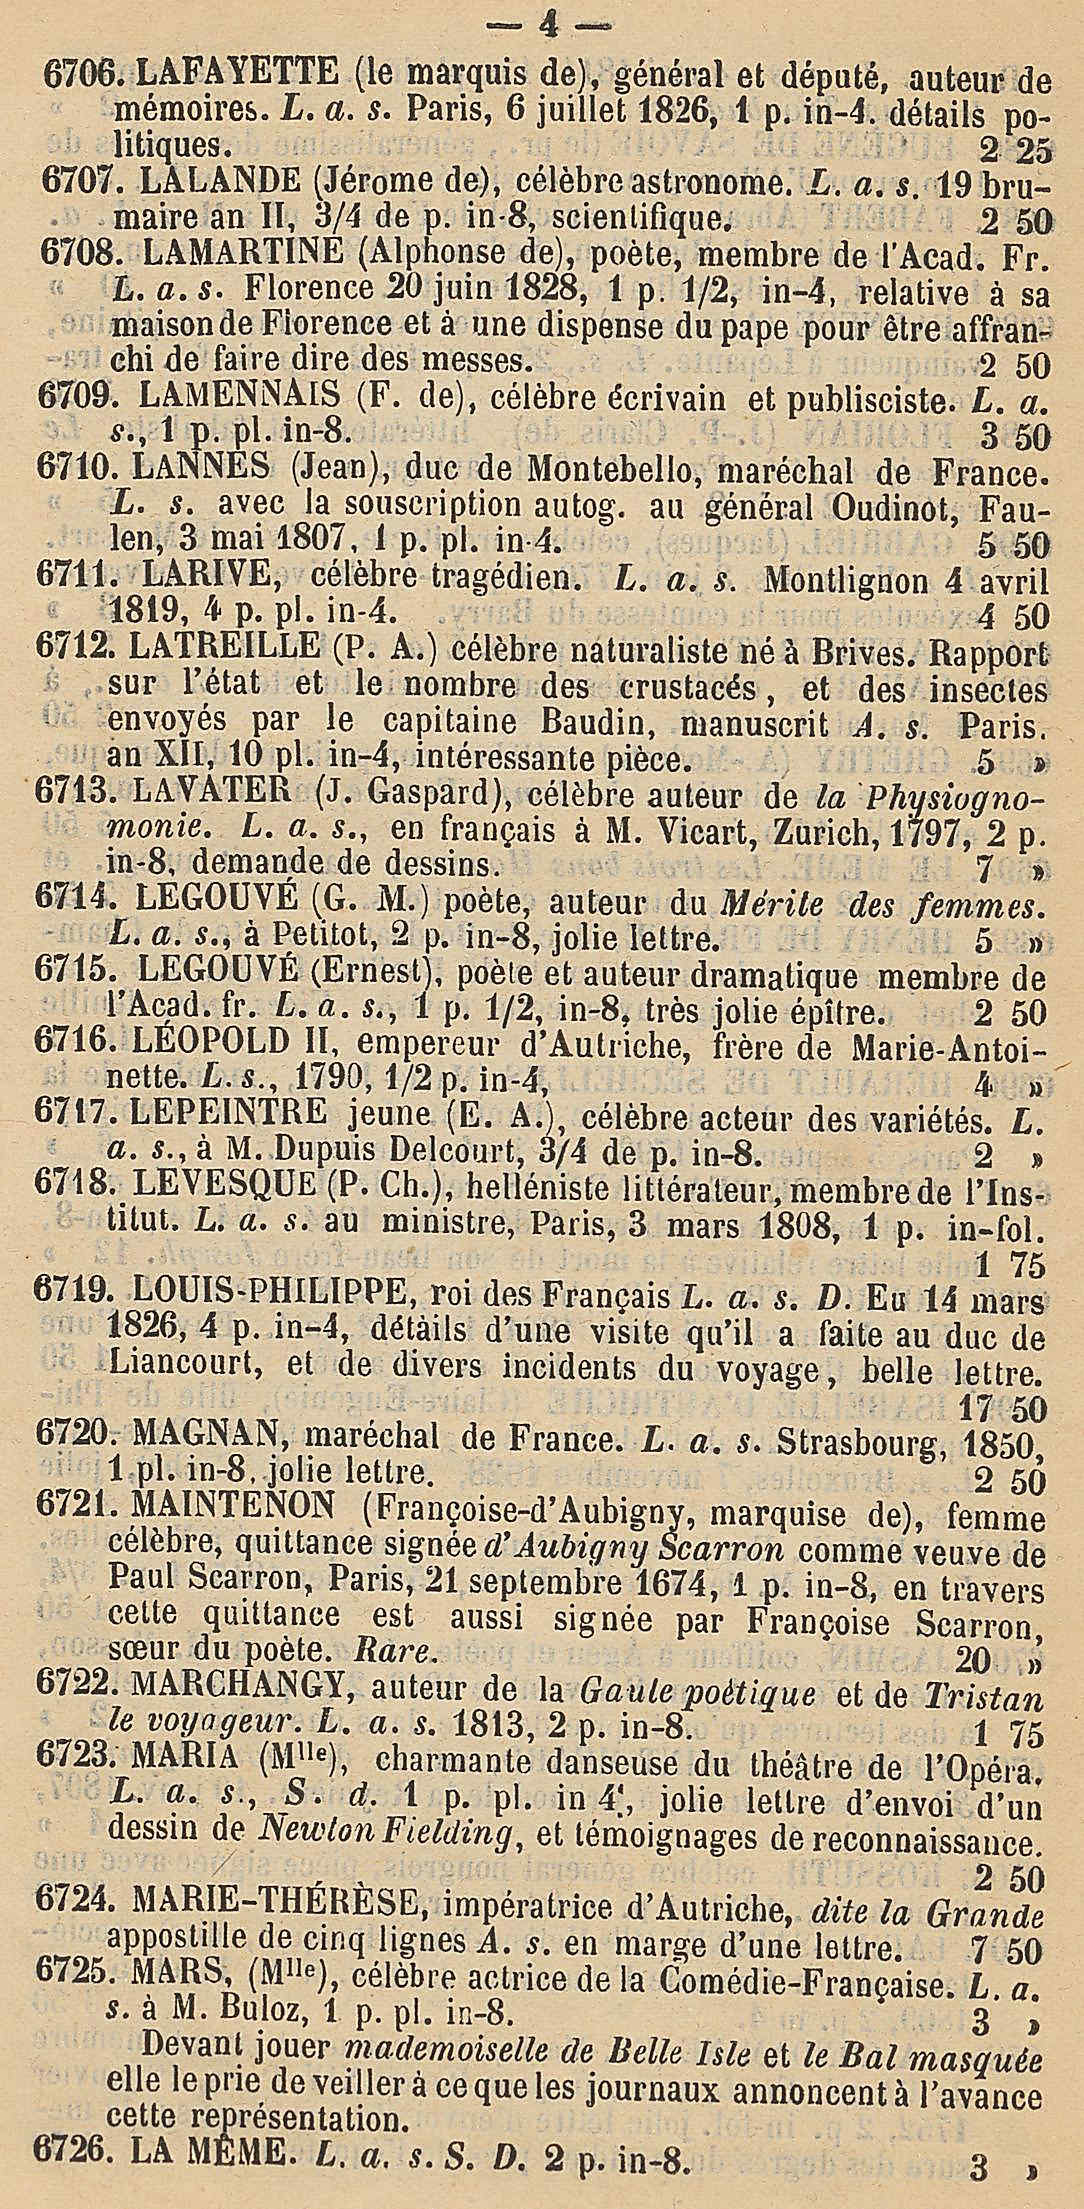 — 4 —
6706. LAFAYETTE (le marquis de), général et député, auteur de
mémoires. L. a. s. Paris, 6 juillet 1826, 1 p. in-4. détails po-
litiques. 2 25
6707. LALANDE (Jérome de), célèbre astronome. L. a. s. 19 bru-
maire an II, 3/4 de p. in-8, scientifique. 2 50
6708. LAMARTINE (Alphonse de), poète, membre de l'Acad. Fr.
L. a. s. Florence 20 juin 1828, 1 p. 1/2, in-4, relative à sa
maison de Florence et à une dispense du pape pour être affran-
chi de faire dire des messes. 2 50
6709. LAMENNAIS (F. de), célèbre écrivain et publisciste. L. a.
s., 1 p. pl. in-8. 3 50
6710. LANNES (Jean), duc de Montebello, maréchal de France.
L. s. avec la souscription autog. au général Oudinot, Fau-
len, 3 mai 1807, 1 p. pl. in-4. 5 50
6711. LARIVE, célèbre tragédien. L. a. s. Montlignon 4 avril
1819, 4 p. pl. in-4. 4 50
6712. LATREILLE (P. A.) célèbre naturaliste né à Brives. Rapport
sur l'état et le nombre des crustacés, et des insectes
envoyés par le capitaine Baudin, manuscrit A. s. Paris.
an XII, 10 pl. in-4, intéressante pièce. 5 »
6713. LAVATER (J. Gaspard), célèbre auteur de la Physiogno-
monie. L. a. s., en français à M. Vicart, Zurich, 1797, 2 p.
in-8, demande de dessins. 7 »
6714. LEGOUVÉ (G. M.) poète, auteur du Mérite des femmes.
L. a. s., à Petitot, 2 p. in-8, jolie lettre. 5 »
6715. LEGOUVÉ (Ernest), poète et auteur dramatique membre de
l'Acad. fr. L. a. s., 1 p. 1/2, in-8, très jolie épître. 2 50
6716. LÉOPOLD II, empereur d'Autriche, frère de Marie-Antoi-
nette. L. s., 1790, 1/2 p. in-4, 4 »
6717. LEPEINTRE jeune (E. A.), célèbre acteur des variétés. L.
a. s., à M. Dupuis Delcourt, 3/4 de p. in-8. 2 »
6718. LEVESQUE (P. Ch.), helléniste littérateur, membre de l'Ins-
titut. L. a. s. au ministre, Paris, 3 mars 1808, 1 p. in-fol.
1 75
6719. LOUIS-PHILIPPE, roi des Français L. a. s. D. Eu 14 mars
1826, 4 p. in-4, détails d'une visite qu'il a faite au duc de
Liancourt, et de divers incidents du voyage, belle lettre.
17 50
6720. MAGNAN, maréchal de France. L. a. s. Strasbourg, 1850,
1 pl. in-8, jolie lettre. 2 50
6721. MAINTENON (Françoise-d'Aubigny, marquise de), femme
célèbre, quittance signée d'Aubigny Scarron comme veuve de
Paul Scarron, Paris, 21 septembre 1674, 1 p. in-8, en travers
cette quittance est aussi signée par Françoise Scarron,
sœur du poète. Rare. 20 »
6722. MARCHANGY, auteur de la Gaule poétique et de Tristan
le voyageur. L. a. s. 1813, 2 p. in-8. 1 75
6723. MARIA (Mlle), charmante danseuse du théâtre de l'Opéra.
L. a. s., S. d. 1 p. pl. in 4°, jolie lettre d'envoi d'un
dessin de Newton Fielding, et témoignages de reconnaissance.
2 50
6724. MARIE-THÉRÈSE, impératrice d'Autriche, dite la Grande
appostille de cinq lignes A. s. en marge d'une lettre. 7 50
6725. MARS, (Mlle), célèbre actrice de la Comédie-Française. L. a.
s. à M. Buloz, 1 p. pl. in-8. 3 »
Devant jouer mademoiselle de Belle Isle et le Bal masquée
elle le prie de veiller à ce que les journaux annoncent à l'avance
cette représentation.
6726. LA MÊME. L. a. s. S. D. 2 p. in-8. 3 »